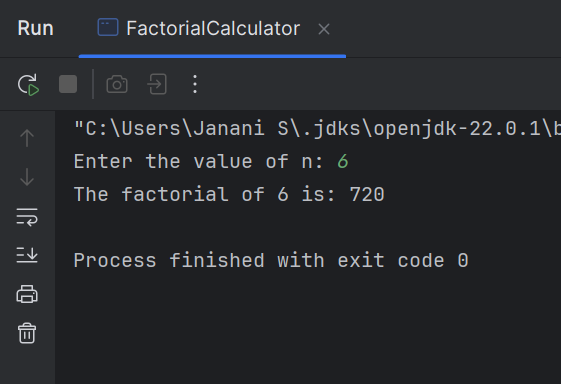 Run FactorialCalculator
"C:\Users\Janani S\.jdks\openjdk-22.0.1\b
Enter the value of n: 6
The factorial of 6 is: 720
Process finished with exit code 0